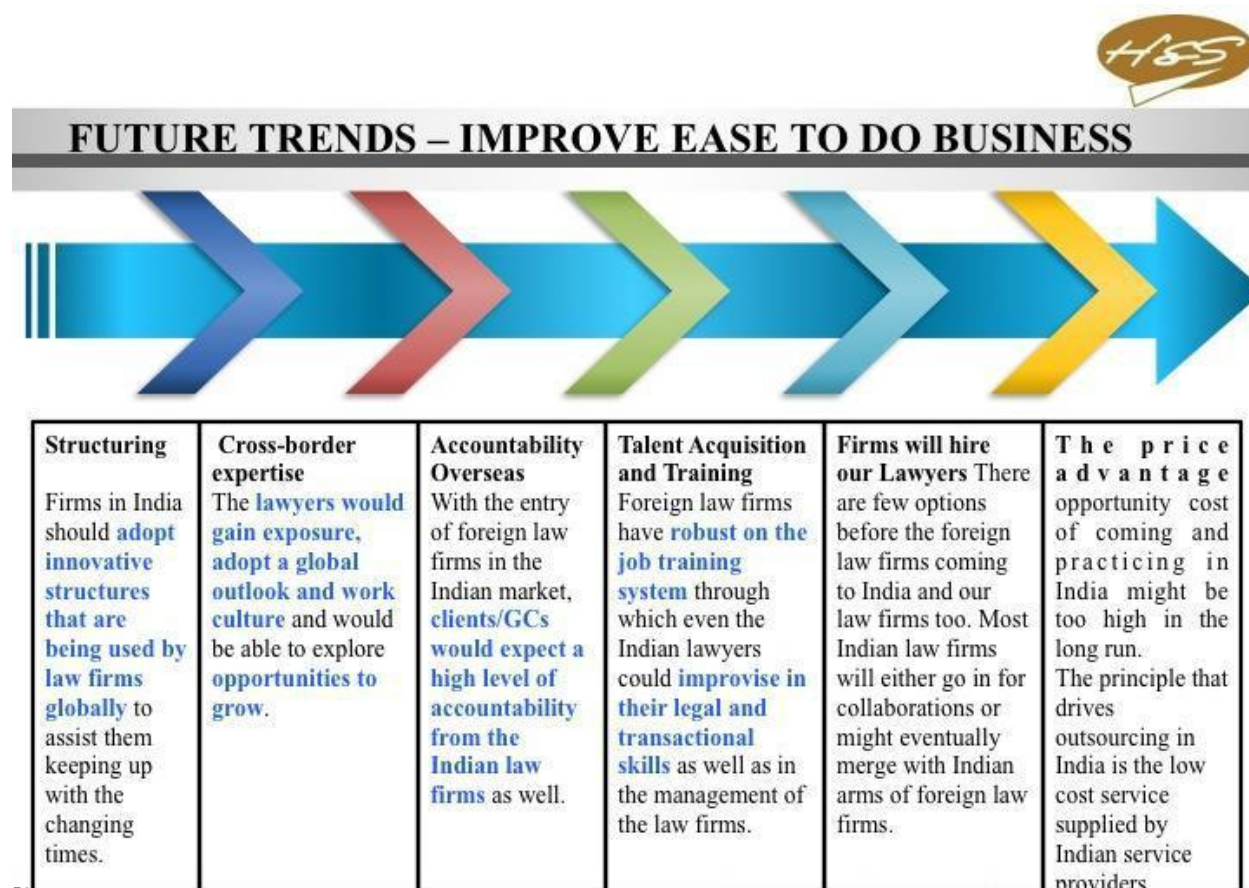 H&S
FUTURE TRENDS – IMPROVE EASE TO DO BUSINESS
Structuring
Firms in India
should adopt
innovative
structures
that are
being used by
law firms
globally to
assist them
keeping up
with the
changing
times.
Cross-border
expertise
The lawyers would
gain exposure,
adopt a global
outlook and work
culture and would
be able to explore
opportunities to
grow.
Accountability
Overseas
With the entry
of foreign law
firms in the
Indian market,
clients/GCs
would expect a
high level of
accountability
from the
Indian law
firms as well.
Talent Acquisition
and Training
Foreign law firms
have robust on the
job training
system through
which even the
Indian lawyers
could improvise in
their legal and
transactional
skills as well as in
the management of
the law firms.
Firms will hire
our Lawyers There
are few options
before the foreign
law firms coming
to India and our
law firms too. Most
Indian law firms
will either go in for
collaborations or
might eventually
merge with Indian
arms of foreign law
firms.
The price
advantage
opportunity cost
of coming and
practicing in
India might be
too high in the
long run.
The principle that
drives
outsourcing in
India is the low
cost service
supplied by
Indian service
providers